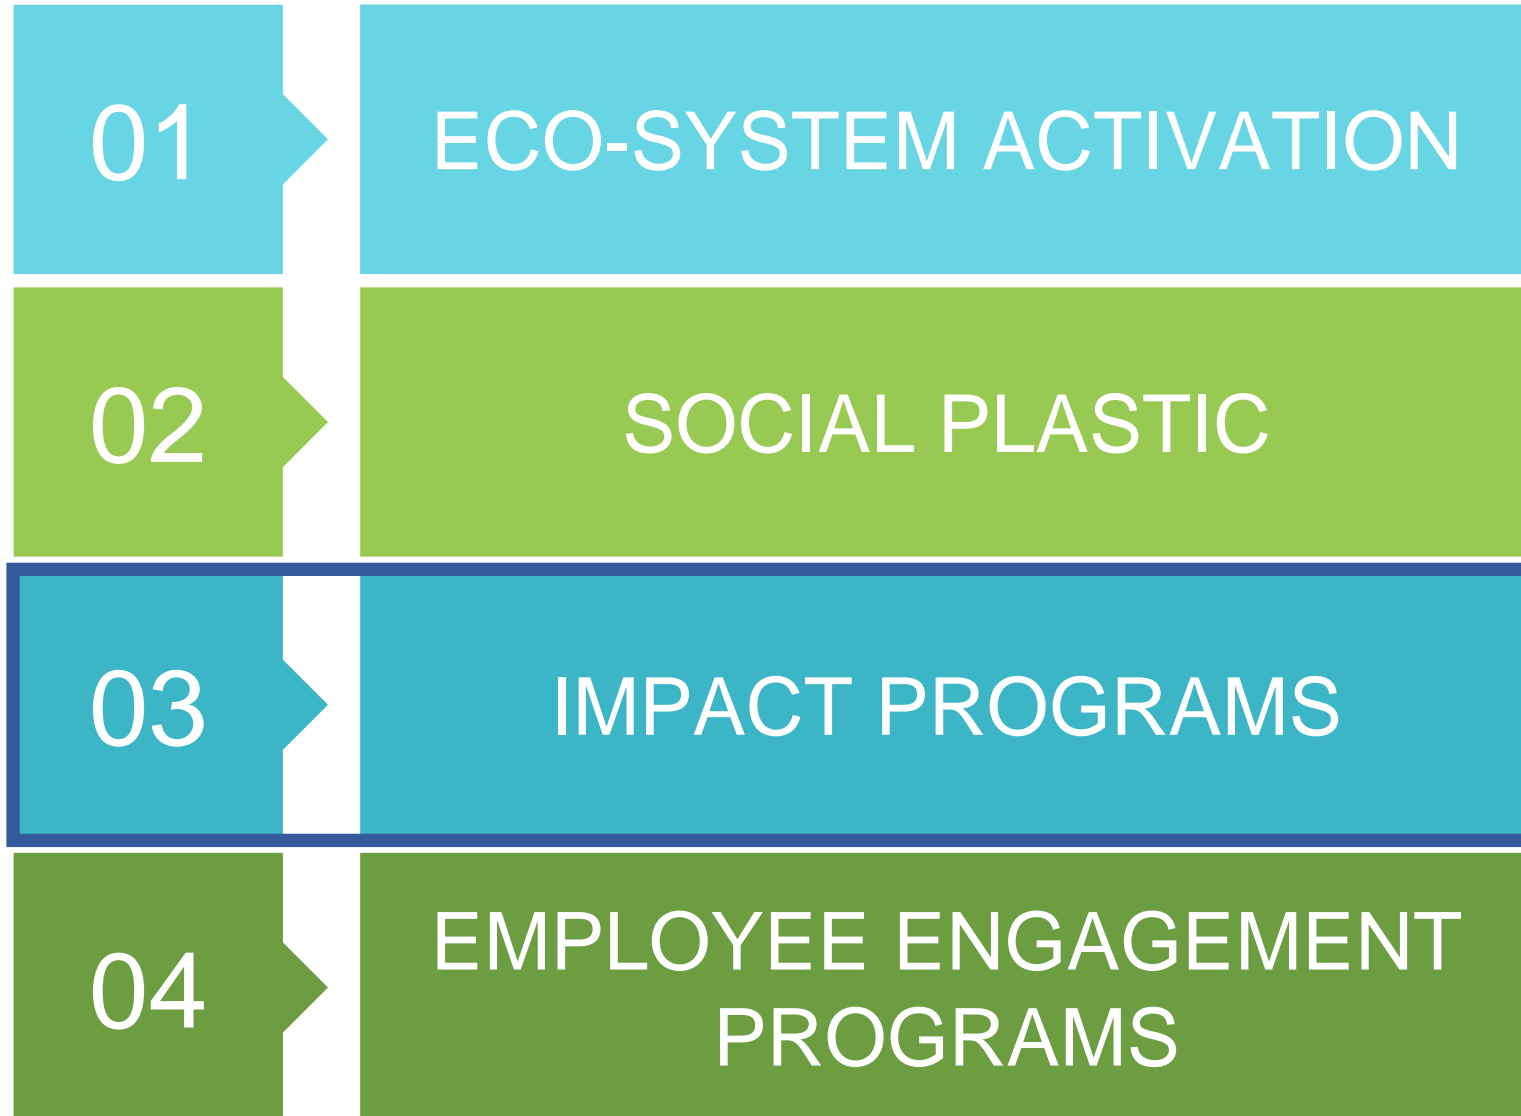 01
ECO-SYSTEM ACTIVATION
02
SOCIAL PLASTIC
03
IMPACT PROGRAMS
04
EMPLOYEE ENGAGEMENT
PROGRAMS